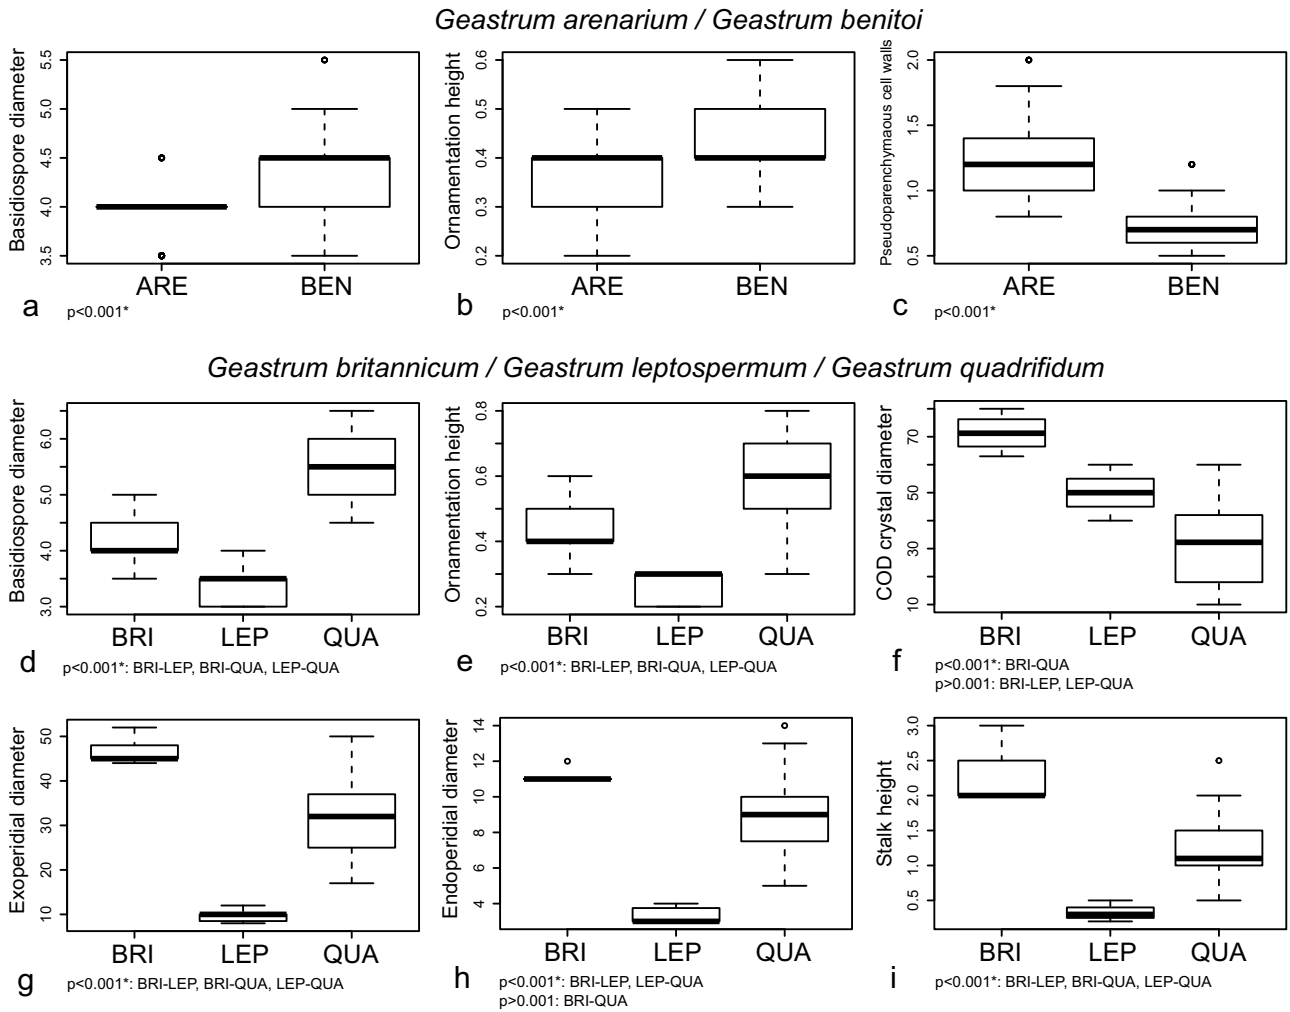 Geastrum arenarium / Geastrum benitoi
Basidiospore diameter
5.5
5.0
4.5
4.0
3.5
ARE BEN
a p<0.001*
Ornamentation height
0.6
0.5
0.4
0.3
0.2
ARE BEN
b p<0.001*
Pseudoparenchymaous cell walls
2.0
1.5
1.0
0.5
ARE BEN
c p<0.001*
Geastrum britannicum / Geastrum leptospermum / Geastrum quadrifidum
Basidiospore diameter
6.0
5.0
4.0
3.0
BRI LEP QUA
d p<0.001*: BRI-LEP, BRI-QUA, LEP-QUA
Ornamentation height
0.8
0.6
0.4
0.2
BRI LEP QUA
e p<0.001*: BRI-LEP, BRI-QUA, LEP-QUA
COD crystal diameter
70
50
30
10
BRI LEP QUA
f p<0.001*: BRI-QUA
p>0.001: BRI-LEP, LEP-QUA
Exoperidial diameter
50
40
30
20
10
BRI LEP QUA
g p<0.001*: BRI-LEP, BRI-QUA, LEP-QUA
Endoperidial diameter
14
12
10
8
6
4
BRI LEP QUA
h p<0.001*: BRI-LEP, LEP-QUA
p>0.001: BRI-QUA
Stalk height
3.0
2.5
2.0
1.5
1.0
0.5
BRI LEP QUA
i p<0.001*: BRI-LEP, BRI-QUA, LEP-QUA